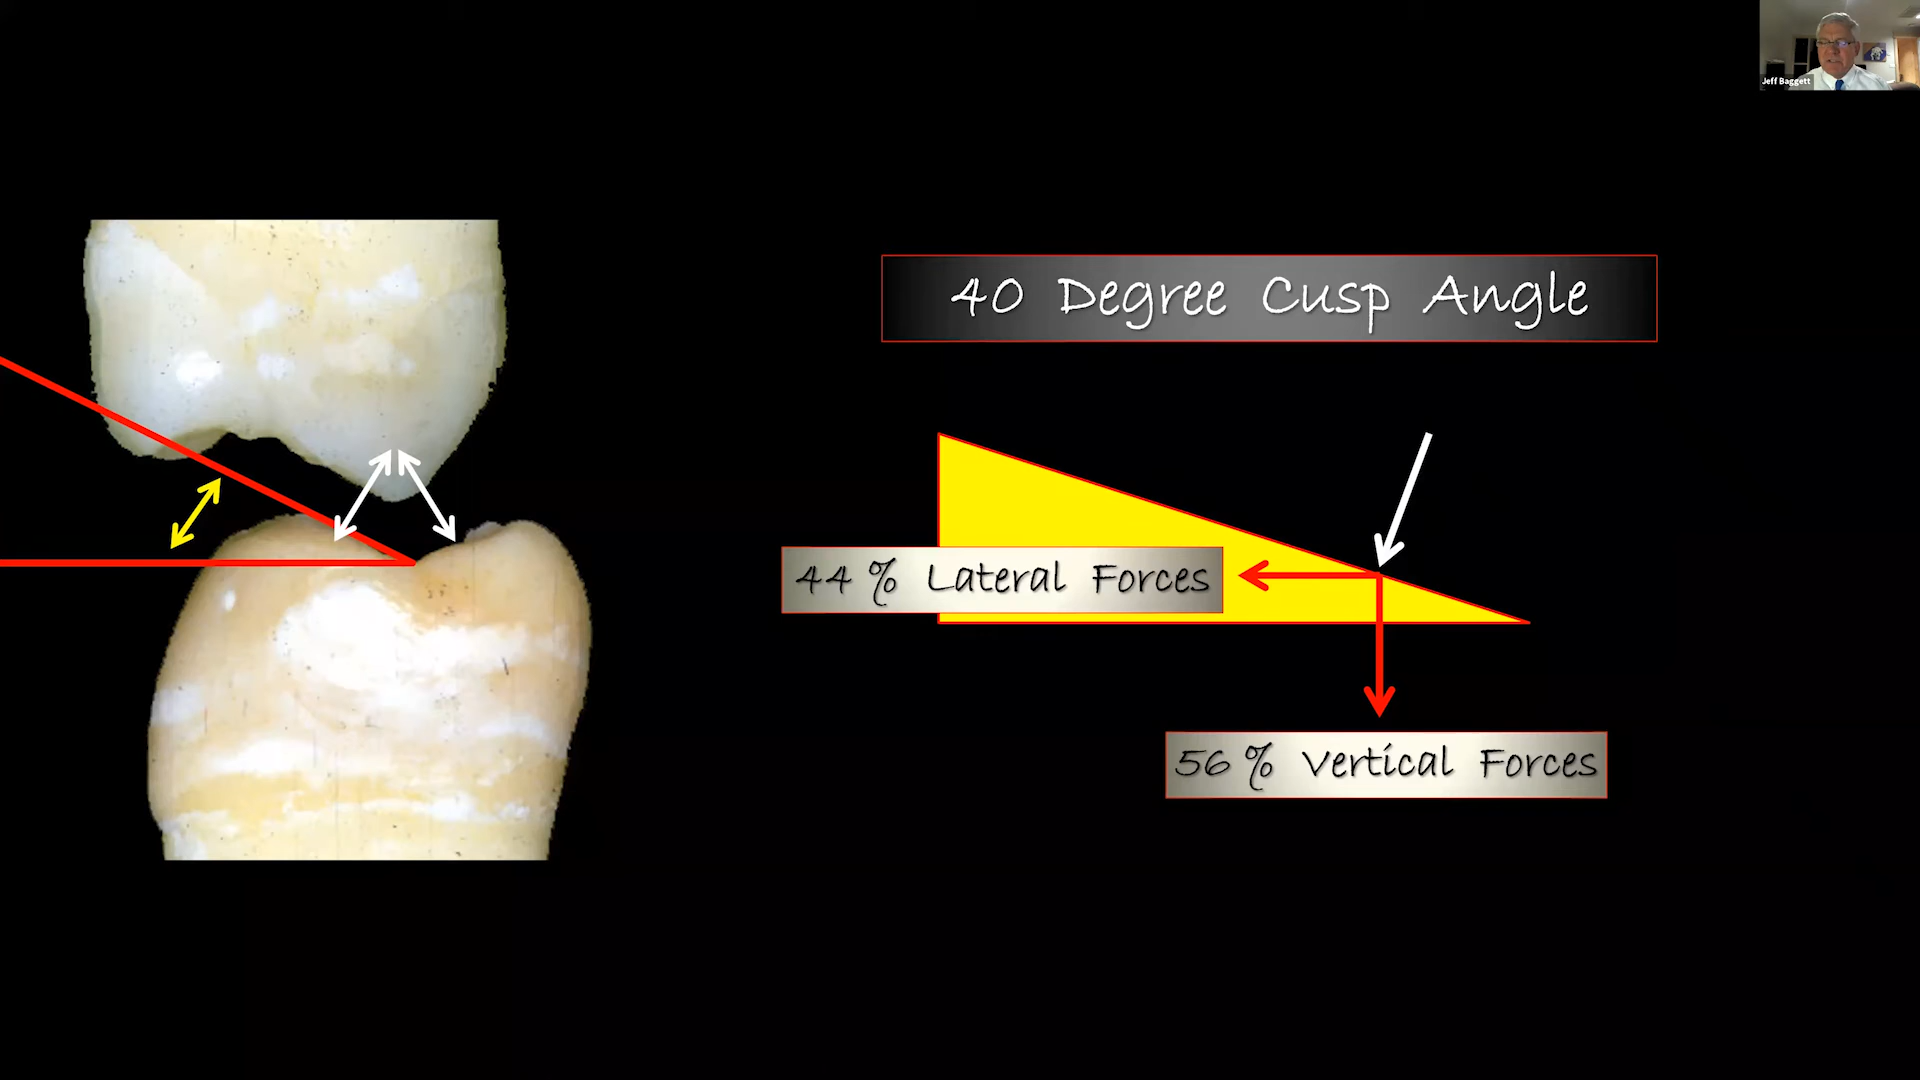 Jeff Baggett
40 Degree Cusp Angle
44% Lateral Forces
56% Vertical Forces